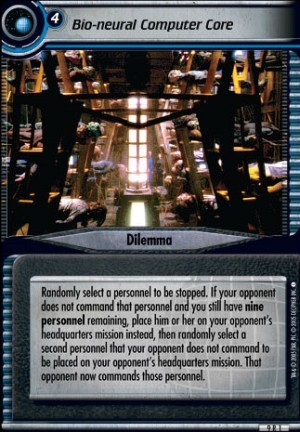 4
Bio-neural Computer Core
Dilemma
Randomly select a personnel to be stopped. If your opponent
does not command that personnel and you still have nine
personnel remaining, place him or her on your opponent's
headquarters mission instead, then randomly select a
second personnel that your opponent does not command to
be placed on your opponent's headquarters mission. That
opponent now commands those personnel.